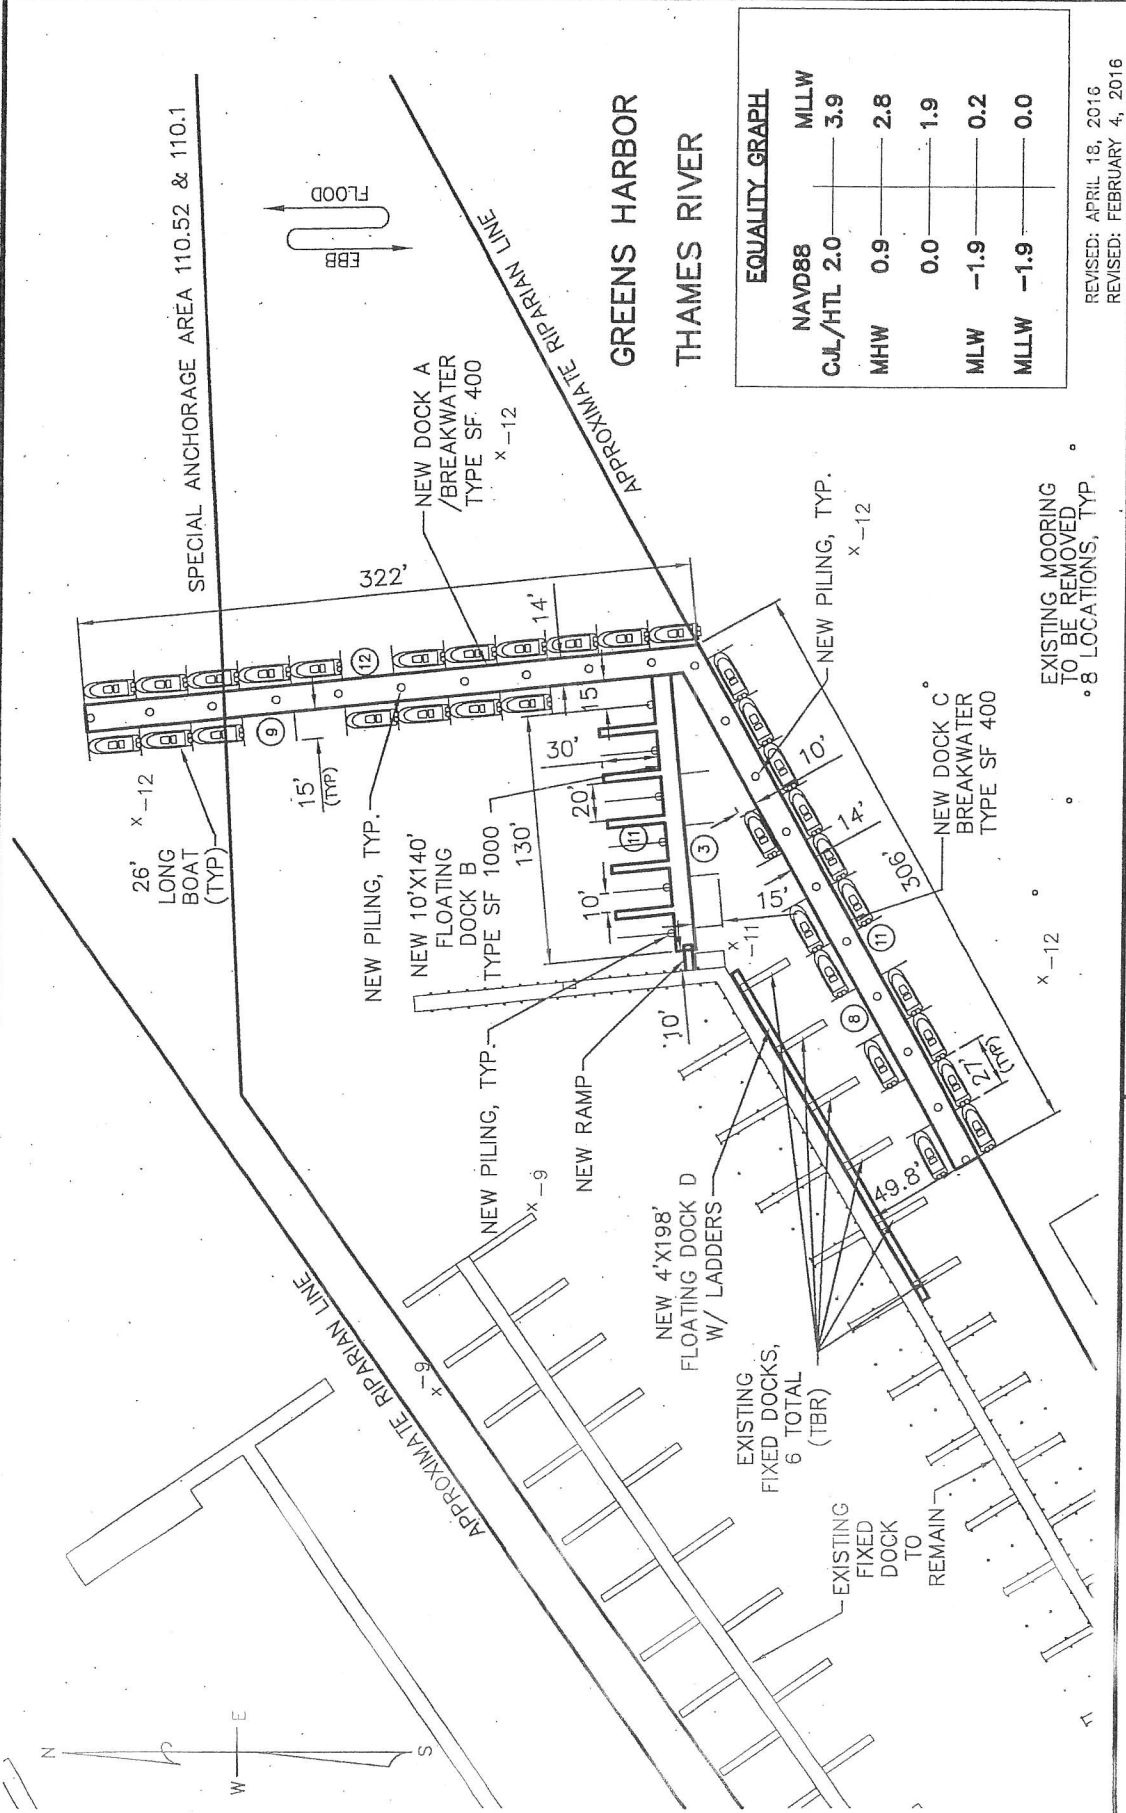 SPECIAL ANCHORAGE AREA 110.52 & 110.1
FLOOD
EBB
N
W
E
S
APPROXIMATE RIPARIAN LINE
APPROXIMATE RIPARIAN LINE
APPROXIMATE RIPARIAN LINE
GREENS HARBOR
THAMES RIVER
322'
NEW DOCK A
/BREAKWATER
TYPE SF 400
x -12
12
9
14'
15'
15'
(TYP)
x -12
26'
LONG
BOAT
(TYP)
NEW PILING, TYP.
NEW 10'X140'
FLOATING
DOCK B
TYPE SF 1000
30'
20'
130'
10'
11
3
NEW PILING, TYP.
NEW RAMP
10'
x -11
x -9
x -9
NEW PILING, TYP.
x -12
10'
14'
15'
306'
NEW DOCK C
BREAKWATER
TYPE SF 400
11
8
27'
(TYP)
x -12
49.8'
NEW 4'X198'
FLOATING DOCK D
W/ LADDERS
EXISTING
FIXED DOCKS,
6 TOTAL
(TBR)
EXISTING
FIXED
DOCK
TO
REMAIN
EXISTING MOORING
TO BE REMOVED
8 LOCATIONS, TYP.
EQUALITY GRAPH
NAVD88 MLLW
CJL/HTL 2.0 3.9
MHW 0.9 2.8
0.0 1.9
MLW -1.9 0.2
MLLW -1.9 0.0
REVISED: APRIL 18, 2016
REVISED: FEBRUARY 4, 2016